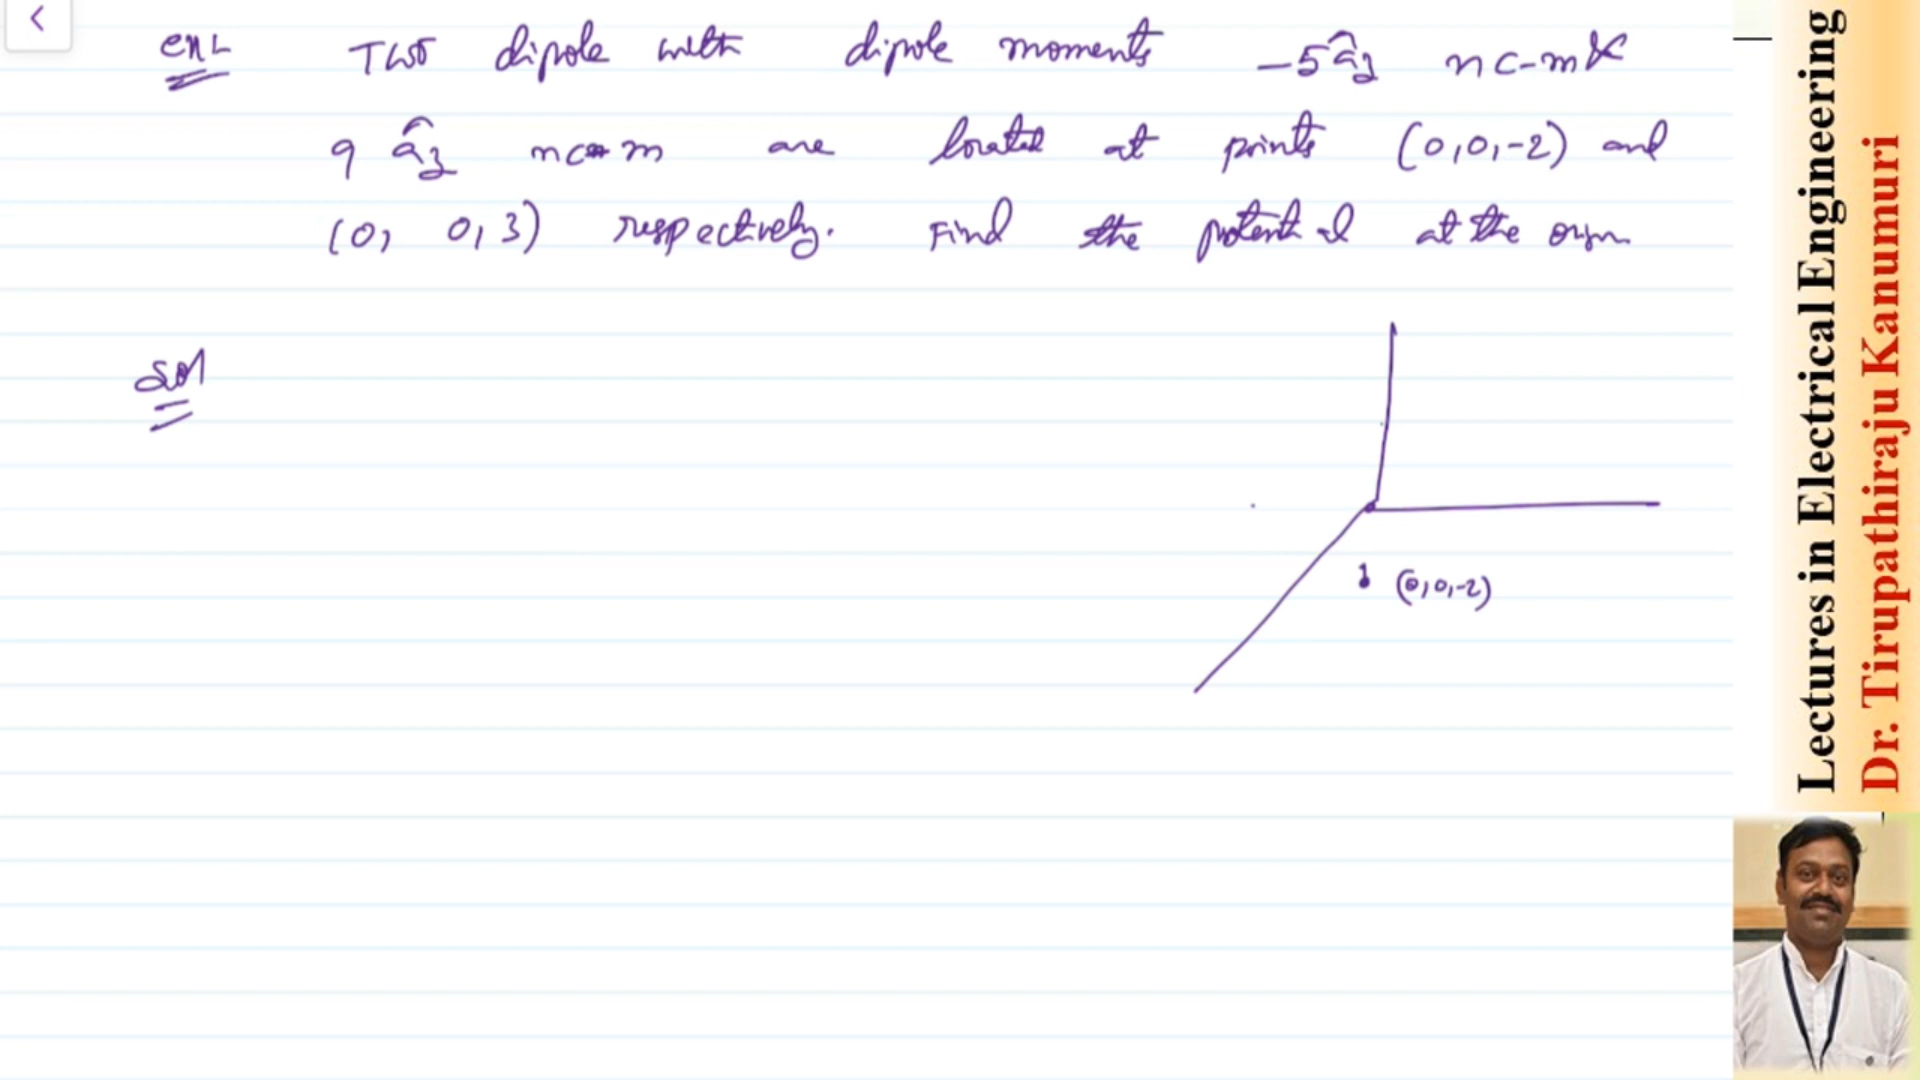 ex1 Two dipole with dipole moments -5 âz nc-m &
9 âz nc-m are located at points (0,0,-2) and
(0, 0,3) respectively. Find the potential at the origin
sol
(0,0,-2)
Lectures in Electrical Engineering
Dr. Tirupathiraju Kanumuri